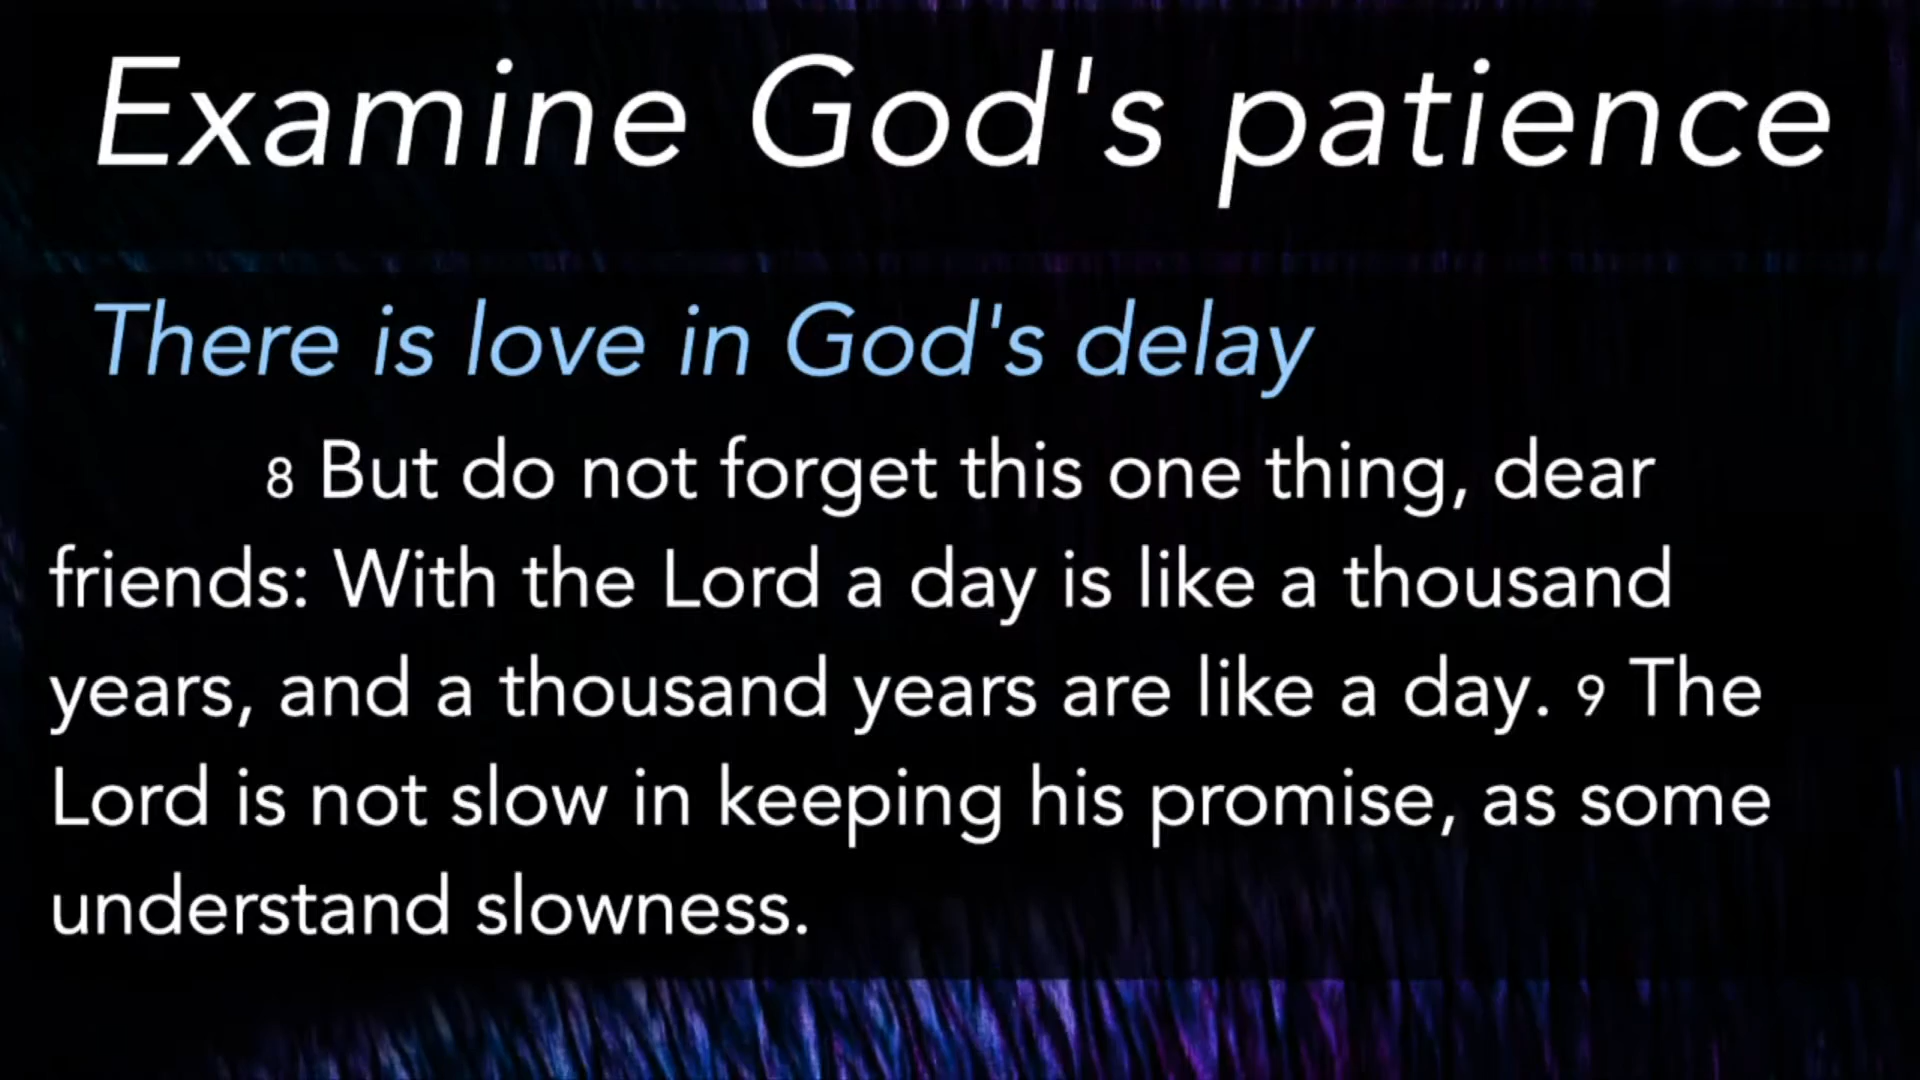 Examine God's patience
There is love in God's delay
8 But do not forget this one thing, dear
friends: With the Lord a day is like a thousand
years, and a thousand years are like a day. 9 The
Lord is not slow in keeping his promise, as some
understand slowness.